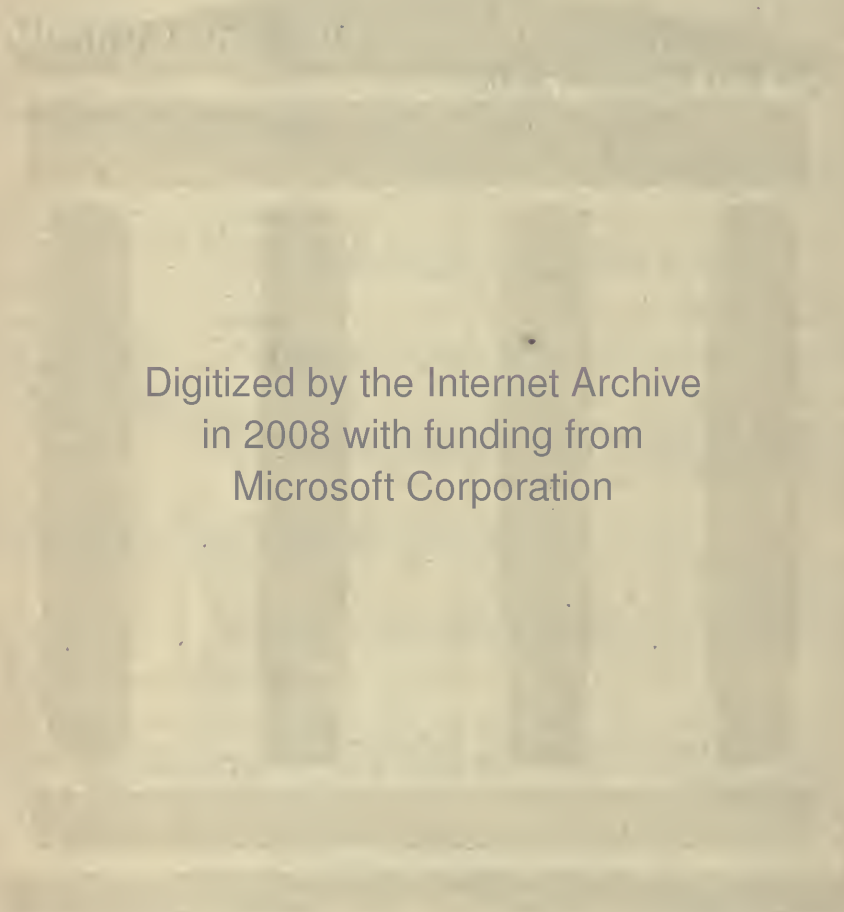 Digitized by the Internet Archive
in 2008 with funding from
Microsoft Corporation